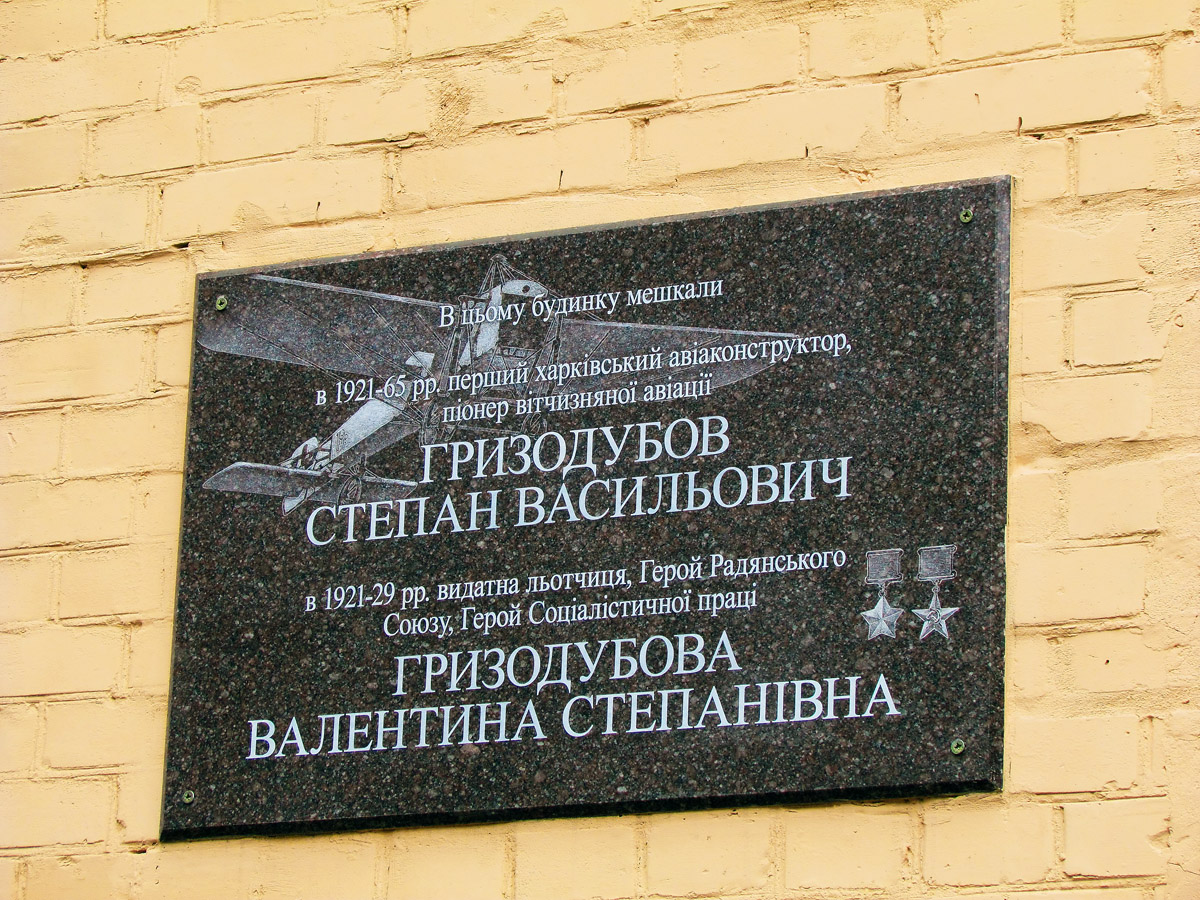 В цьому будинку мешкали
в 1921-65 рр. перший харківський авіаконструктор,
піонер вітчизняної авіації
ГРИЗОДУБОВ
СТЕПАН ВАСИЛЬОВИЧ
в 1921-29 рр. видатна льотчиця, Герой Радянського
Союзу, Герой Соціалістичної праці
ГРИЗОДУБОВА
ВАЛЕНТИНА СТЕПАНІВНА